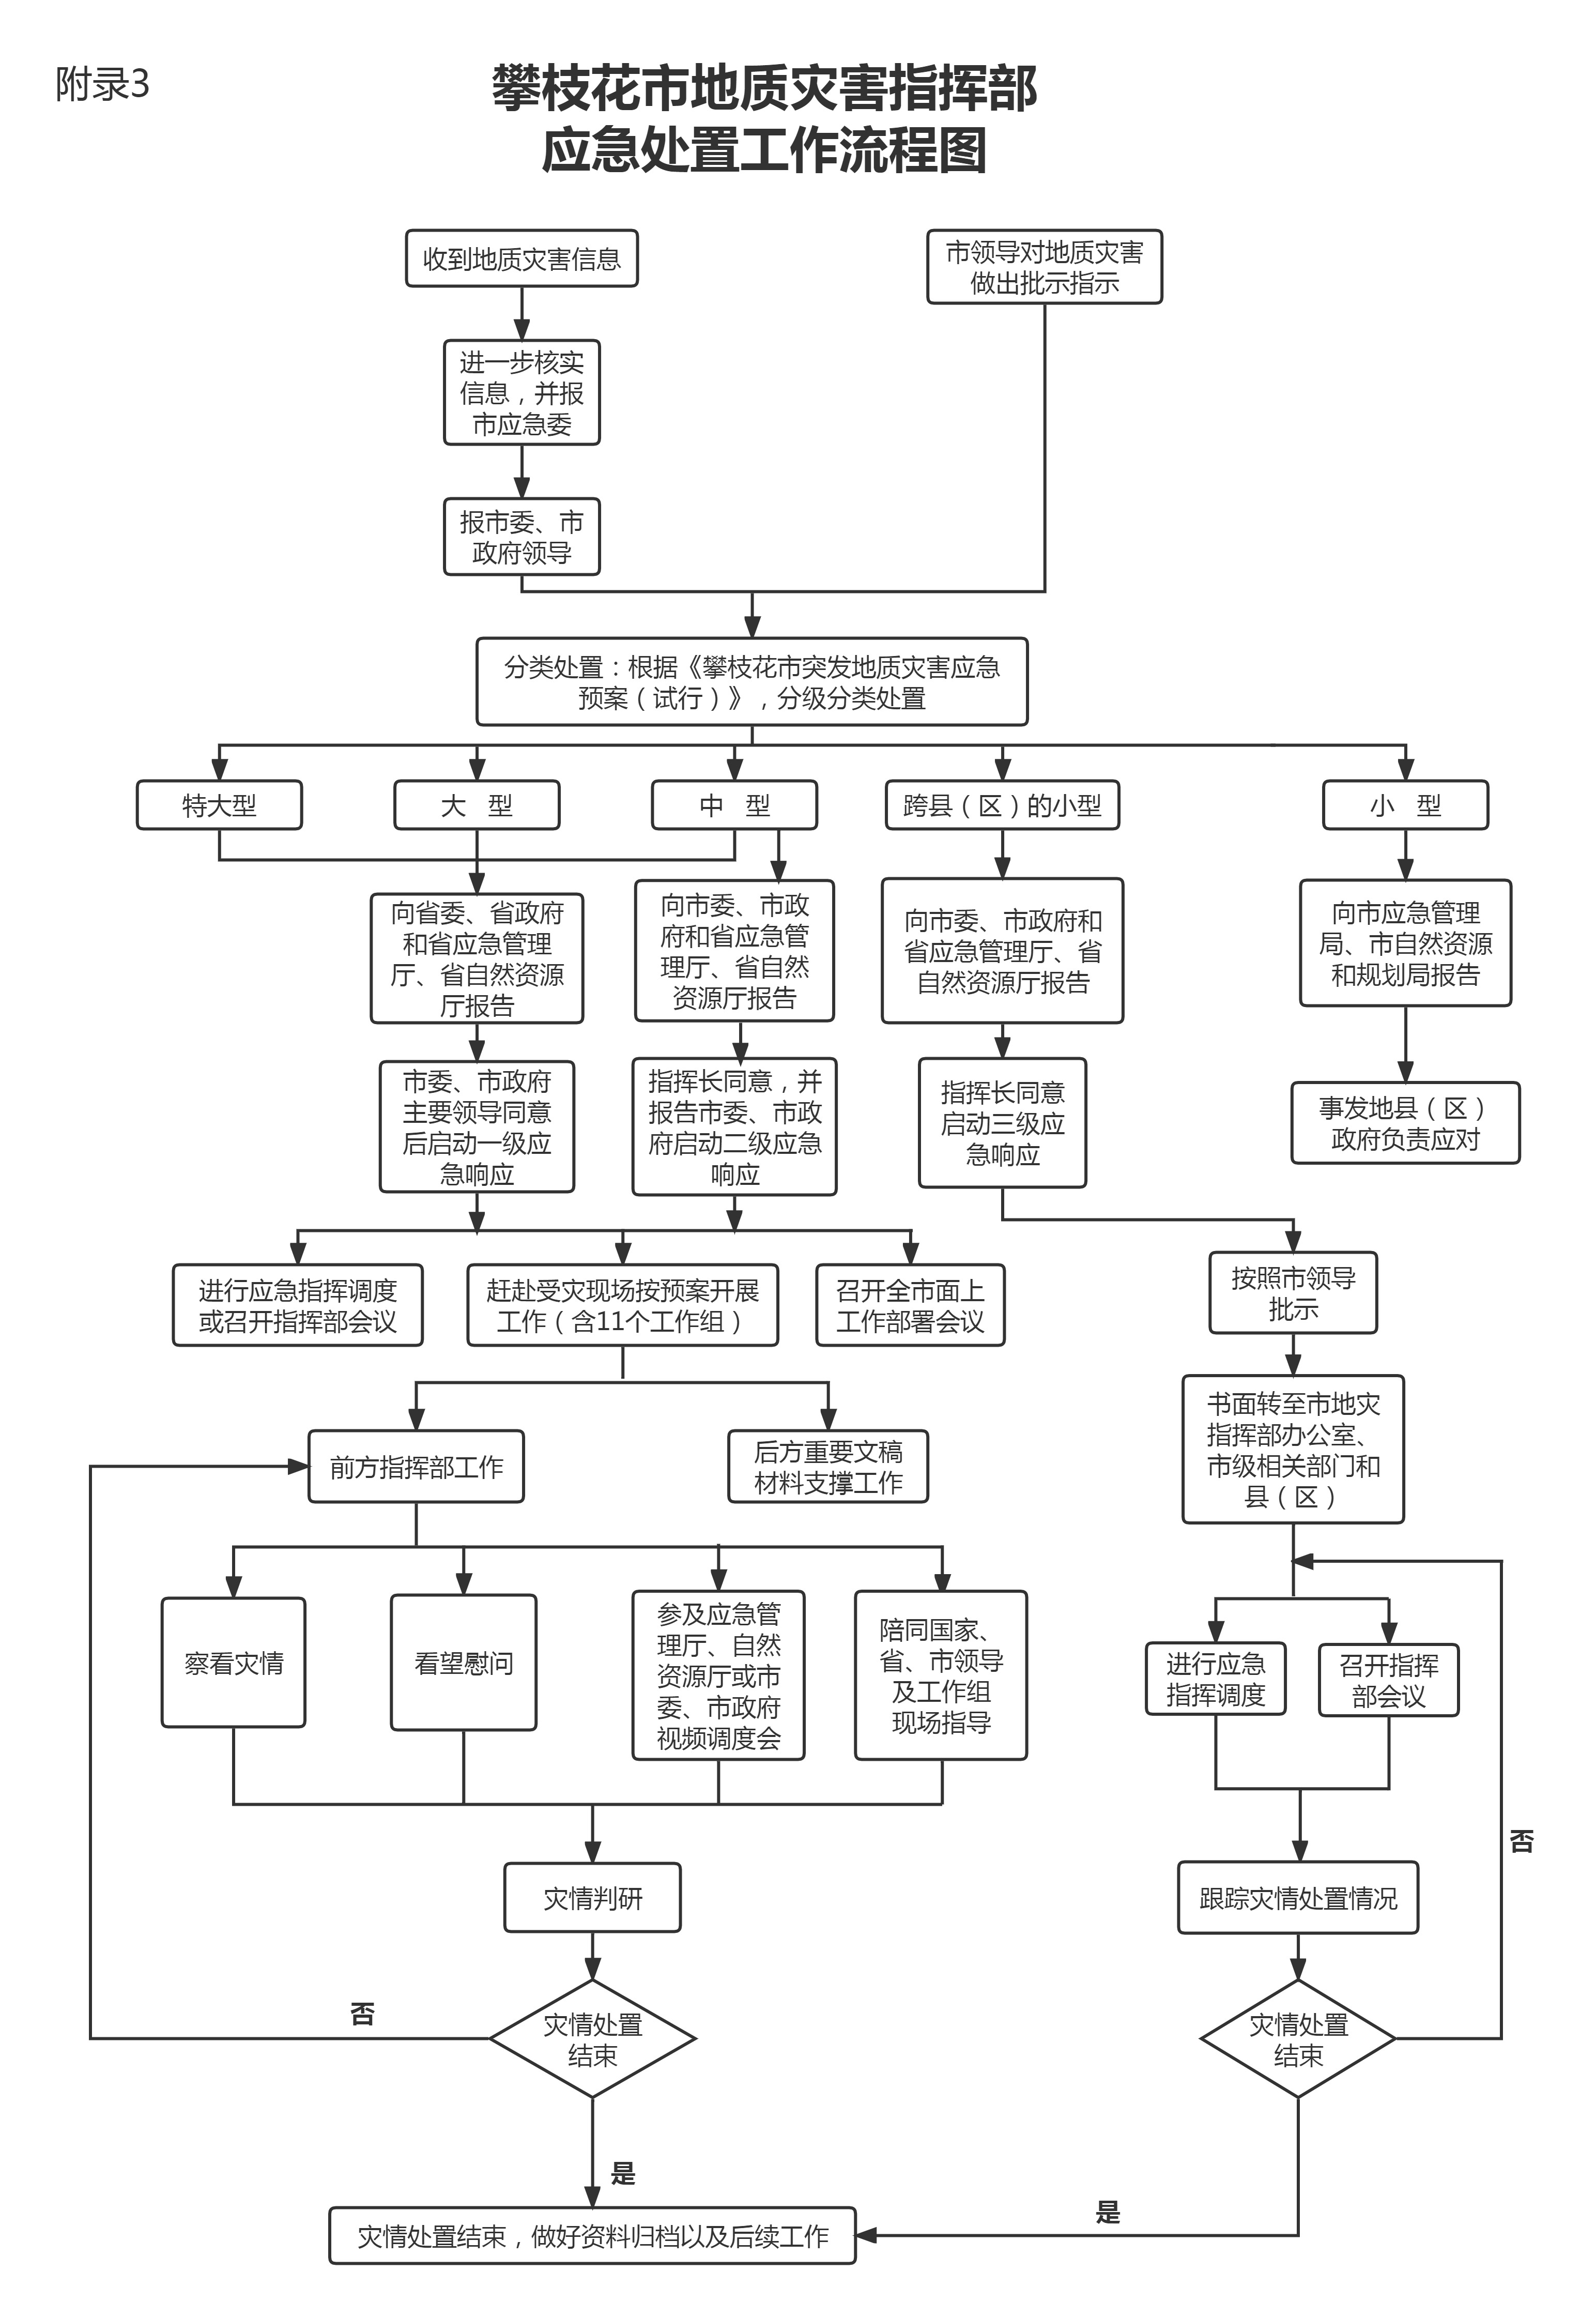 附录3
攀枝花市地质灾害指挥部
应急处置工作流程图
收到地质灾害信息
市领导对地质灾害
做出批示指示
进一步核实
信息，并报
市应急委
报市委、市
政府领导
分类处置：根据《攀枝花市突发地质灾害应急
预案（试行）》，分级分类处置
特大型
大 型
中 型
跨县（区）的小型
小 型
向省委、省政府
和省应急管理
厅、省自然资源
厅报告
向市委、市政
府和省应急管
理厅、省自然
资源厅报告
向市委、市政府和
省应急管理厅、省
自然资源厅报告
向市应急管理
局、市自然资源
和规划局报告
市委、市政府
主要领导同意
后启动一级应
急响应
指挥长同意，并
报告市委、市政
府启动二级应急
响应
指挥长同意
启动三级应
急响应
事发地县（区）
政府负责应对
进行应急指挥调度
或召开指挥部会议
赶赴受灾现场按预案开展
工作（含11个工作组）
召开全市面上
工作部署会议
按照市领导
批示
前方指挥部工作
后方重要文稿
材料支撑工作
书面转至市地灾
指挥部办公室、
市级相关部门和
县（区）
察看灾情
看望慰问
参及应急管
理厅、自然
资源厅或市
委、市政府
视频调度会
陪同国家、
省、市领导
及工作组
现场指导
进行应急
指挥调度
召开指挥
部会议
灾情判研
跟踪灾情处置情况
否
灾情处置
结束
否
灾情处置
结束
是
是
灾情处置结束，做好资料归档以及后续工作